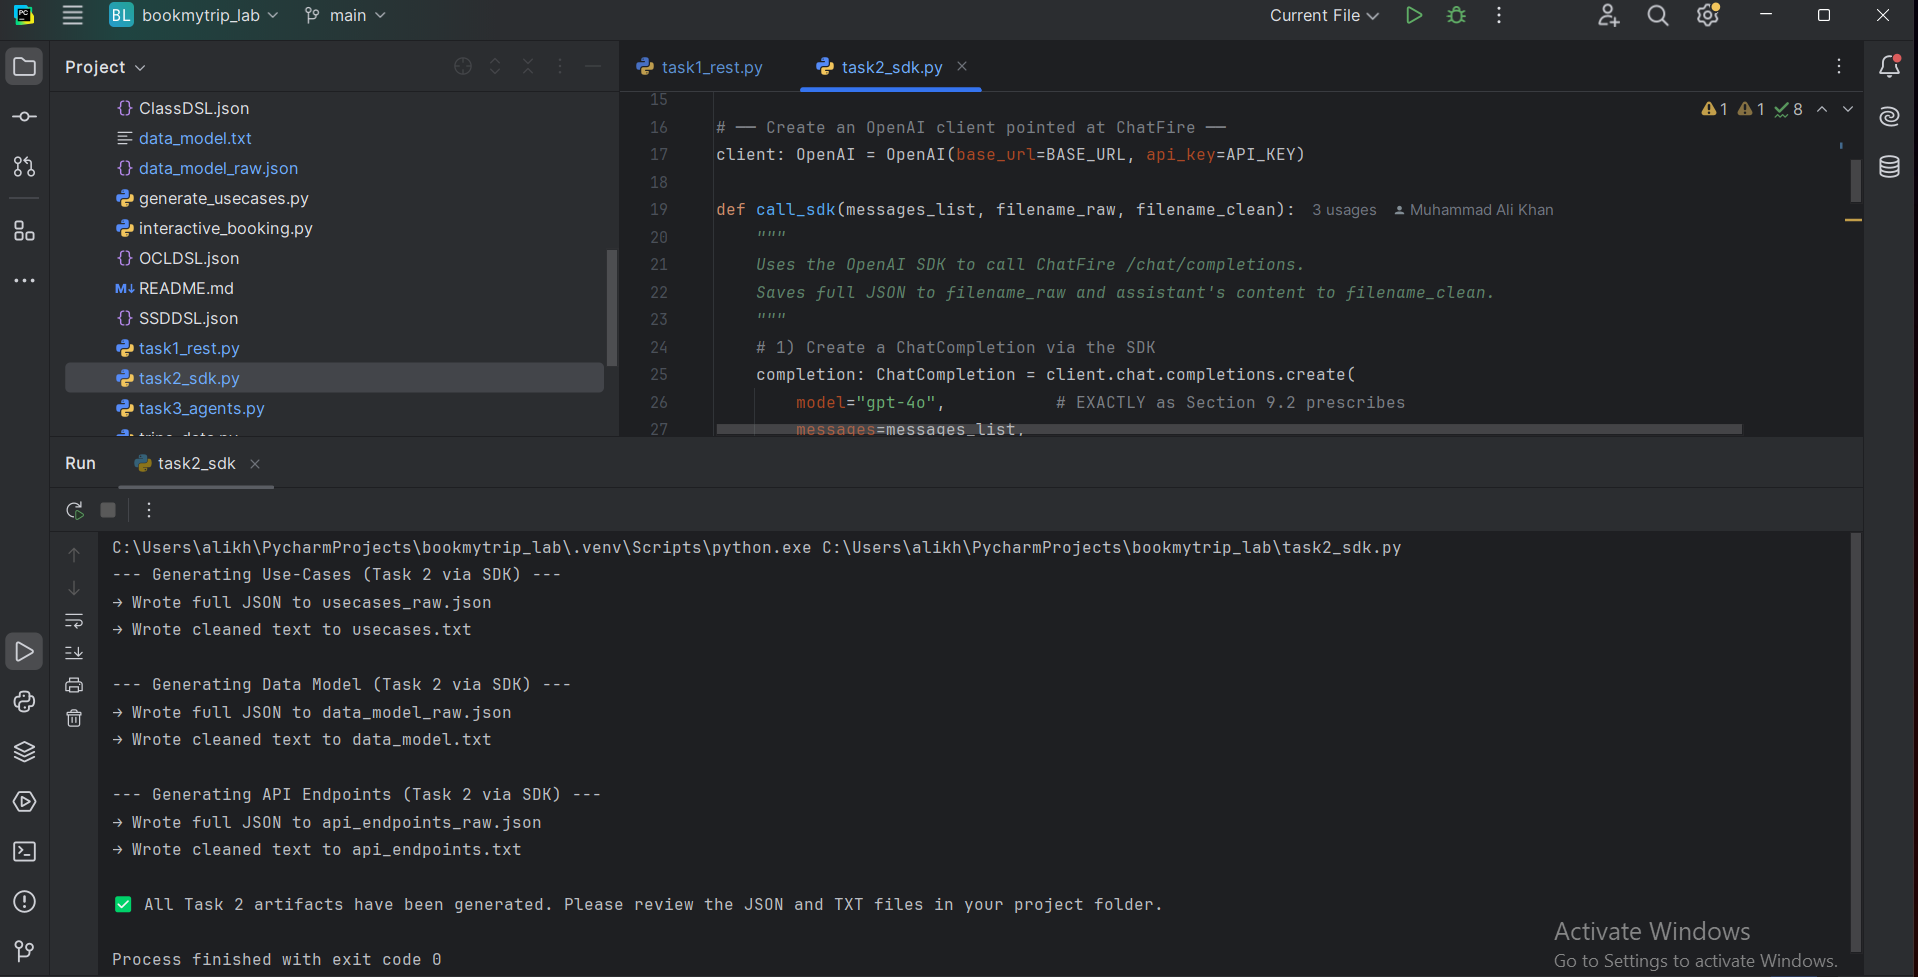 BL bookmytrip_lab main Current File
Project
ClassDSL.json
data_model.txt
data_model_raw.json
generate_usecases.py
interactive_booking.py
OCLDSL.json
M↓ README.md
SSDDSL.json
task1_rest.py
task2_sdk.py
task3_agents.py
task1_rest.py task2_sdk.py
1 1 8
15
16 # —— Create an OpenAI client pointed at ChatFire ——
17 client: OpenAI = OpenAI(base_url=BASE_URL, api_key=API_KEY)
18
19 def call_sdk(messages_list, filename_raw, filename_clean): 3 usages Muhammad Ali Khan
20 """
21 Uses the OpenAI SDK to call ChatFire /chat/completions.
22 Saves full JSON to filename_raw and assistant's content to filename_clean.
23 """
24 # 1) Create a ChatCompletion via the SDK
25 completion: ChatCompletion = client.chat.completions.create(
26 model="gpt-4o", # EXACTLY as Section 9.2 prescribes
27 messages=messages_list,
Run task2_sdk
C:\Users\alikh\PycharmProjects\bookmytrip_lab\.venv\Scripts\python.exe C:\Users\alikh\PycharmProjects\bookmytrip_lab\task2_sdk.py
--- Generating Use-Cases (Task 2 via SDK) ---
→ Wrote full JSON to usecases_raw.json
→ Wrote cleaned text to usecases.txt
--- Generating Data Model (Task 2 via SDK) ---
→ Wrote full JSON to data_model_raw.json
→ Wrote cleaned text to data_model.txt
--- Generating API Endpoints (Task 2 via SDK) ---
→ Wrote full JSON to api_endpoints_raw.json
→ Wrote cleaned text to api_endpoints.txt
✅ All Task 2 artifacts have been generated. Please review the JSON and TXT files in your project folder.
Process finished with exit code 0
Activate Windows
Go to Settings to activate Windows.